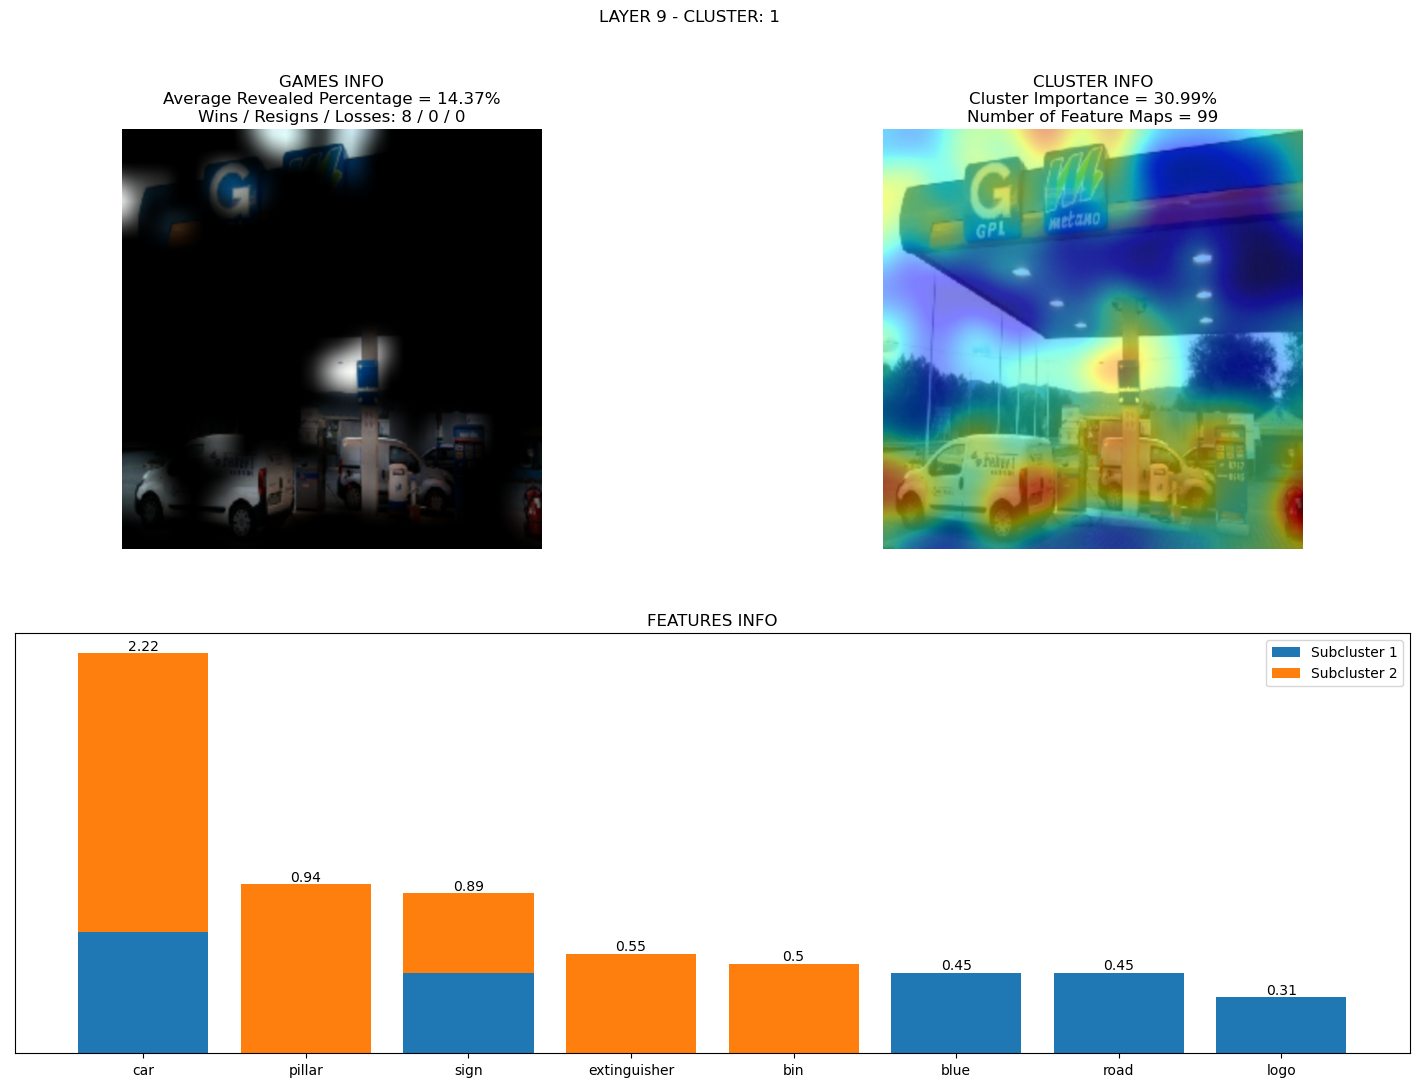 LAYER 9 - CLUSTER: 1
GAMES INFO
Average Revealed Percentage = 14.37%
Wins / Resigns / Losses: 8 / 0 / 0
G
CLUSTER INFO
Cluster Importance = 30.99%
Number of Feature Maps = 99
G
GPL
metano
FEATURES INFO
Subcluster 1
Subcluster 2
2.22
0.94
0.89
0.55
0.5
0.45
0.45
0.31
car
pillar
sign
extinguisher
bin
blue
road
logo